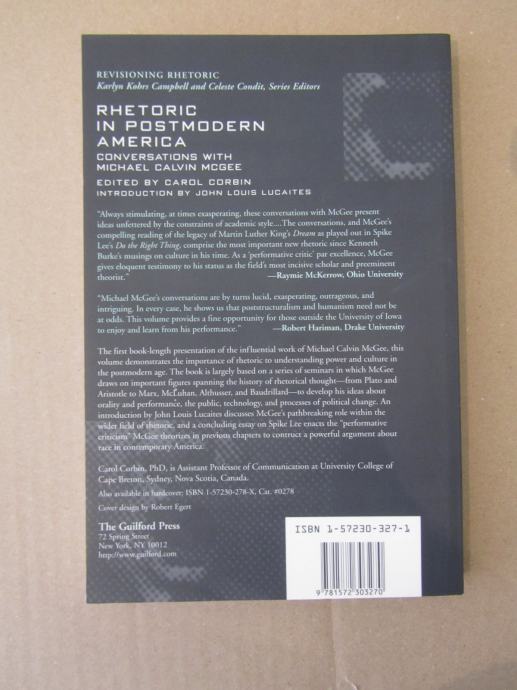 REVISIONING RHETORIC
Karlyn Kohrs Campbell and Celeste Condit, Series Editors
RHETORIC
IN POSTMODERN
AMERICA
CONVERSATIONS WITH
MICHAEL CALVIN MCGEE
EDITED BY CAROL CORBIN
INTRODUCTION BY JOHN LOUIS LUCAITES
"Always stimulating, at times exasperating, these conversations with McGee present
ideas unfettered by the constraints of academic style....The conversations, and McGee's
compelling reading of the legacy of Martin Luther King's Dream as played out in Spike
Lee's Do the Right Thing, comprise the most important new rhetoric since Kenneth
Burke's musings on culture in his time. As a 'performative critic' par excellence, McGee
gives eloquent testimony to his status as the field's most incisive scholar and preeminent
theorist." —Raymie McKerrow, Ohio University
"Michael McGee's conversations are by turns lucid, exasperating, outrageous, and
intriguing. In every case, he shows us that poststructuralism and humanism need not be
at odds. This volume provides a fine opportunity for those outside the University of Iowa
to enjoy and learn from his performance." —Robert Hariman, Drake University
The first book-length presentation of the influential work of Michael Calvin McGee, this
volume demonstrates the importance of rhetoric to understanding power and culture in
the postmodern age. The book is largely based on a series of seminars in which McGee
draws on important figures spanning the history of rhetorical thought—from Plato and
Aristotle to Marx, McLuhan, Althusser, and Baudrillard—to develop his ideas about
orality and performance, the public, technology, and processes of political change. An
introduction by John Louis Lucaites discusses McGee's pathbreaking role within the
wider field of rhetoric, and a concluding essay on Spike Lee enacts the "performative
criticism" McGee theorizes in previous chapters to contruct a powerful argument about
race in contemporary America.
Carol Corbin, PhD, is Assistant Professor of Communication at University College of
Cape Breton, Sydney, Nova Scotia, Canada.
Also available in hardcover: ISBN 1-57230-278-X, Cat. #0278
Cover design by Robert Egert
The Guilford Press
72 Spring Street
New York, NY 10012
http://www.guilford.com
ISBN 1-57230-327-1
9 781572 303270